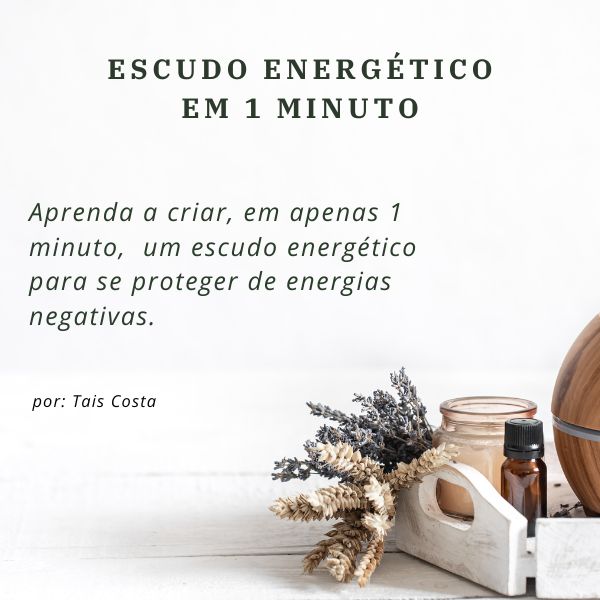 ESCUDO ENERGÉTICO
EM 1 MINUTO
Aprenda a criar, em apenas 1
minuto, um escudo energético
para se proteger de energias
negativas.
por: Tais Costa